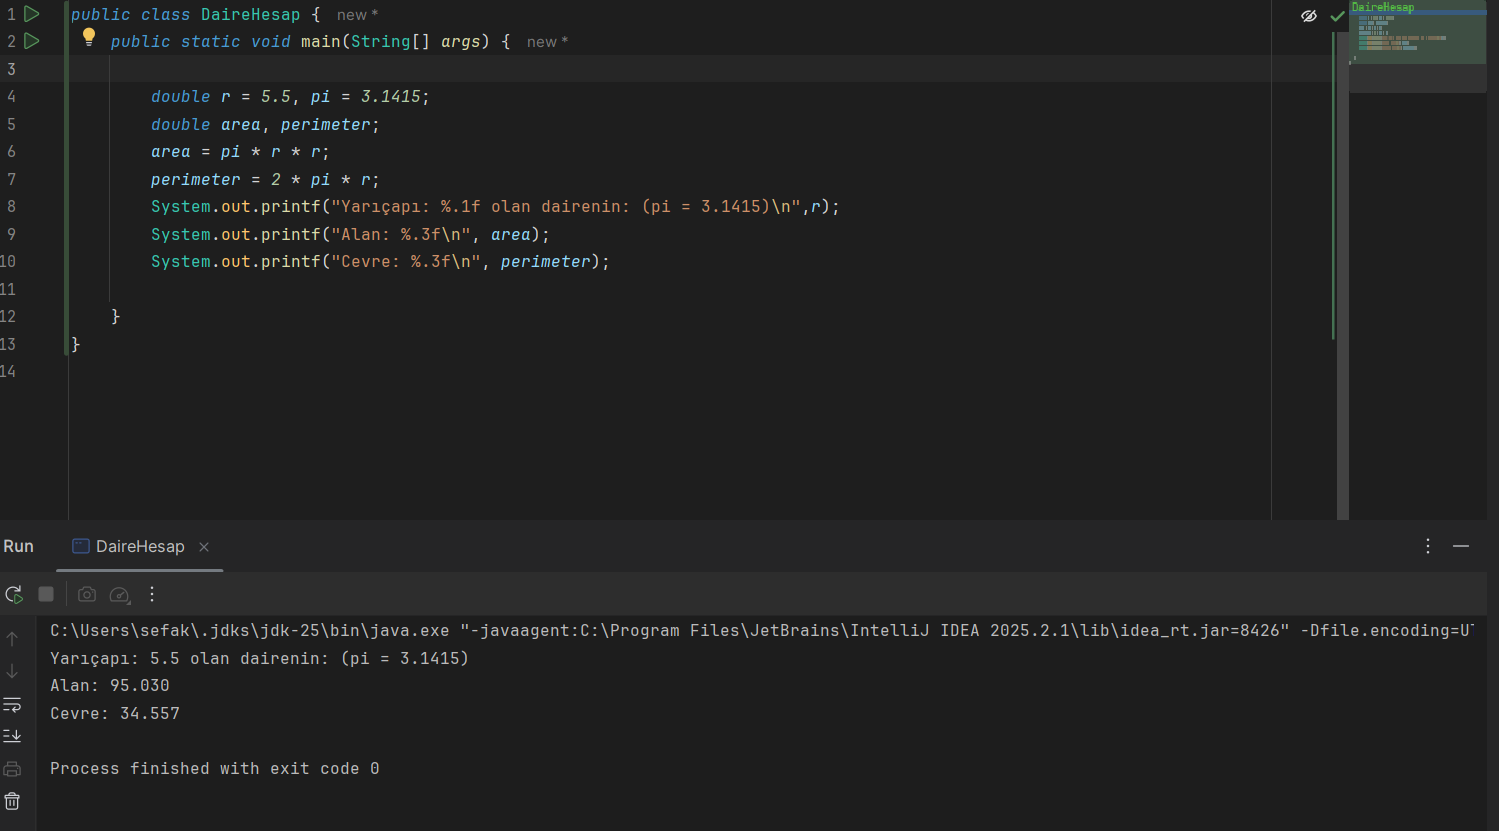 1 public class DaireHesap { new *
2 public static void main(String[] args) { new *
3
4 double r = 5.5, pi = 3.1415;
5 double area, perimeter;
6 area = pi * r * r;
7 perimeter = 2 * pi * r;
8 System.out.printf("Yarıçapı: %.1f olan dairenin: (pi = 3.1415)\n",r);
9 System.out.printf("Alan: %.3f\n", area);
10 System.out.printf("Cevre: %.3f\n", perimeter);
11
12 }
13 }
14
DaireHesap
Run DaireHesap
C:\Users\sefak\.jdks\jdk-25\bin\java.exe "-javaagent:C:\Program Files\JetBrains\IntelliJ IDEA 2025.2.1\lib\idea_rt.jar=8426" -Dfile.encoding=UT
Yarıçapı: 5.5 olan dairenin: (pi = 3.1415)
Alan: 95.030
Cevre: 34.557
Process finished with exit code 0